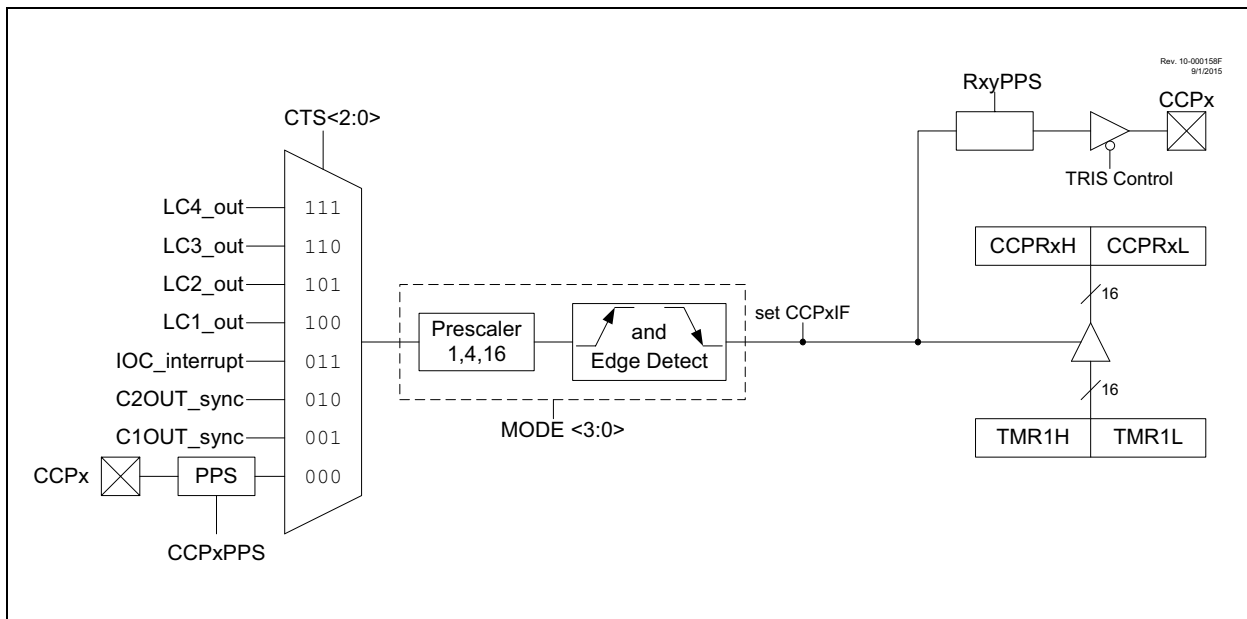 Rev. 10-000158F
9/1/2015
RxyPPS
CCPx
CTS<2:0>
TRIS Control
LC4_out
111
LC3_out
110
LC2_out
101
LC1_out
100
IOC_interrupt
011
C2OUT_sync
010
C1OUT_sync
001
CCPx
PPS
000
CCPxPPS
Prescaler
1,4,16
and
Edge Detect
MODE <3:0>
set CCPxIF
CCPRxH
CCPRxL
16
16
TMR1H
TMR1L